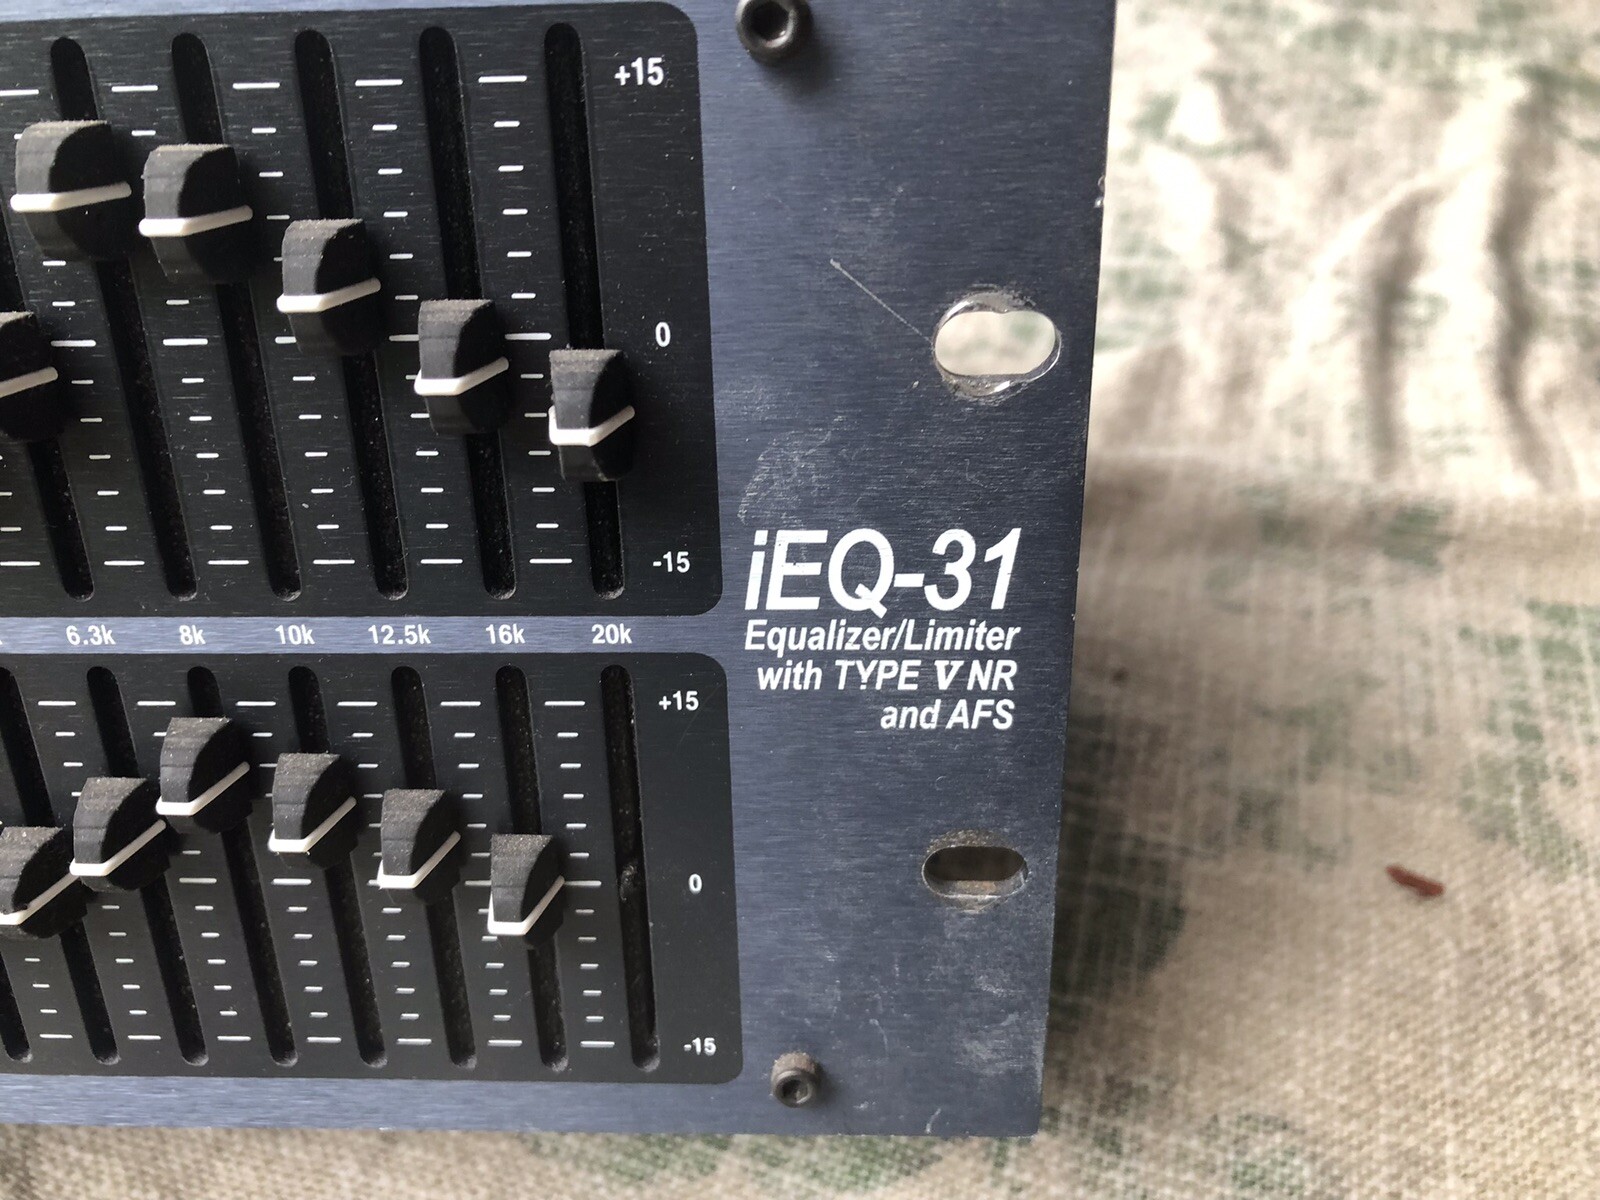 +15
0
-15
6.3k 8k 10k 12.5k 16k 20k
iEQ-31
Equalizer/Limiter
with TYPE V NR
and AFS
+15
0
-15